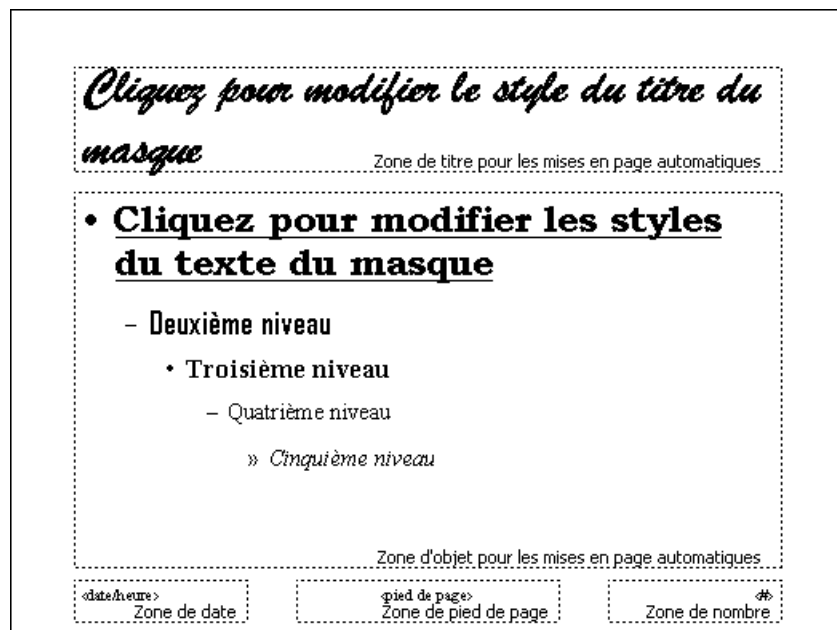 Cliquez pour modifier le style du titre du
masque
Zone de titre pour les mises en page automatiques
• Cliquez pour modifier les styles
du texte du masque
– Deuxième niveau
• Troisième niveau
– Quatrième niveau
» Cinquième niveau
Zone d'objet pour les mises en page automatiques
<date/heure>
Zone de date
<pied de page>
Zone de pied de page
<#>
Zone de nombre